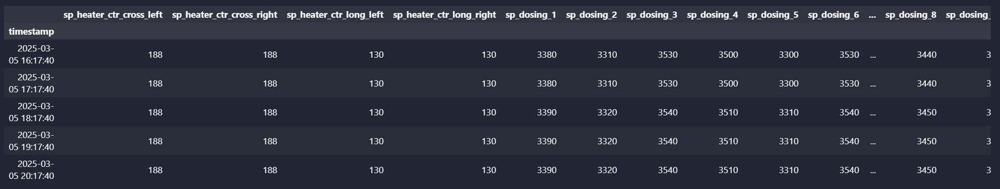 sp_heater_ctr_cross_left sp_heater_ctr_cross_right sp_heater_ctr_long_left sp_heater_ctr_long_right sp_dosing_1 sp_dosing_2 sp_dosing_3 sp_dosing_4 sp_dosing_5 sp_dosing_6 ... sp_dosing_8 sp_dosing_
timestamp
2025-03-
05 16:17:40 188 188 130 130 3380 3310 3530 3500 3300 3530 ... 3440 3
2025-03-
05 17:17:40 188 188 130 130 3380 3310 3530 3500 3300 3530 ... 3440 3
2025-03-
05 18:17:40 188 188 130 130 3390 3320 3540 3510 3310 3540 ... 3450 3
2025-03-
05 19:17:40 188 188 130 130 3390 3320 3540 3510 3310 3540 ... 3450 3
2025-03-
05 20:17:40 188 188 130 130 3390 3320 3540 3510 3310 3540 ... 3450 3